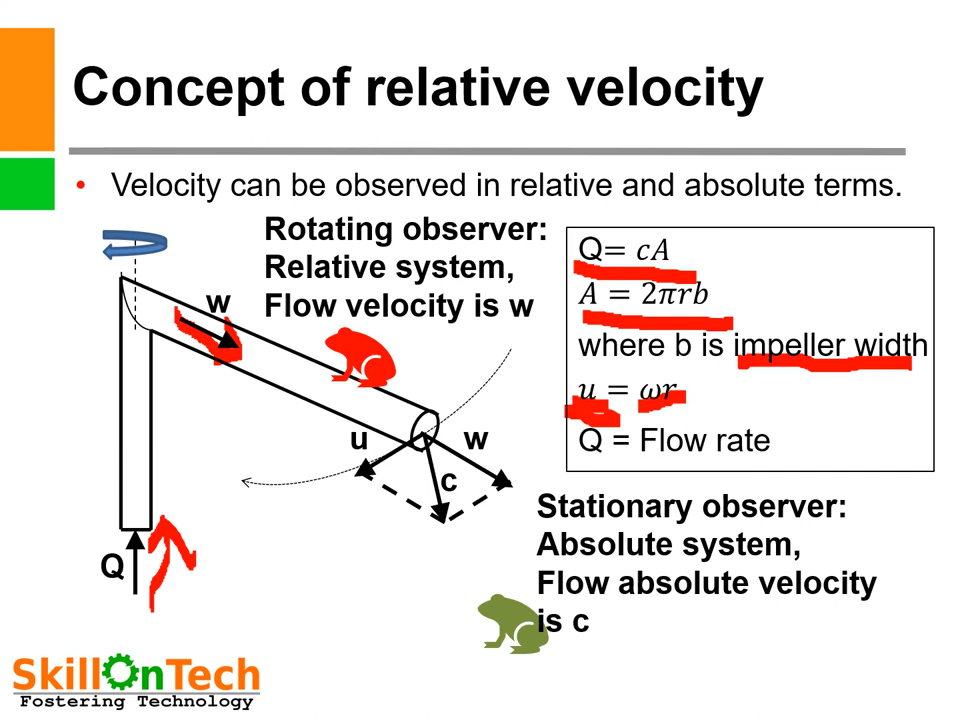 Concept of relative velocity
• Velocity can be observed in relative and absolute terms.
Rotating observer:
Relative system,
Flow velocity is w
w
Q= 𝑐𝐴
𝐴 = 2𝜋𝑟𝑏
where b is impeller width
𝑢 = 𝜔𝑟
Q = Flow rate
u
w
c
Q
Stationary observer:
Absolute system,
Flow absolute velocity
is c
SkillOnTech
Fostering Technology